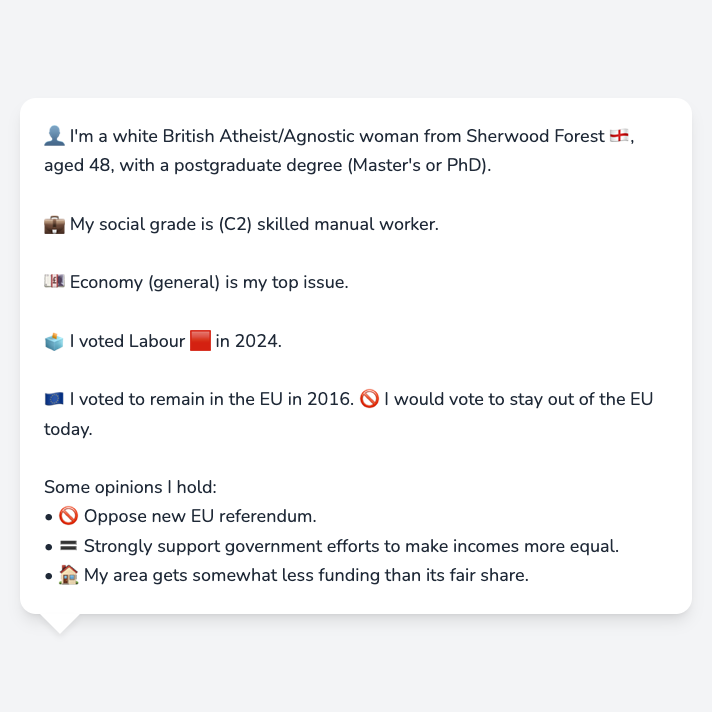 👤 I'm a white British Atheist/Agnostic woman from Sherwood Forest 🏴󠁧󠁢󠁥󠁮󠁧󠁿,
aged 48, with a postgraduate degree (Master's or PhD).
💼 My social grade is (C2) skilled manual worker.
💷 Economy (general) is my top issue.
🗳️ I voted Labour 🟥 in 2024.
🇪🇺 I voted to remain in the EU in 2016. 🚫 I would vote to stay out of the EU
today.
Some opinions I hold:
• 🚫 Oppose new EU referendum.
• 🟰 Strongly support government efforts to make incomes more equal.
• 🏠 My area gets somewhat less funding than its fair share.